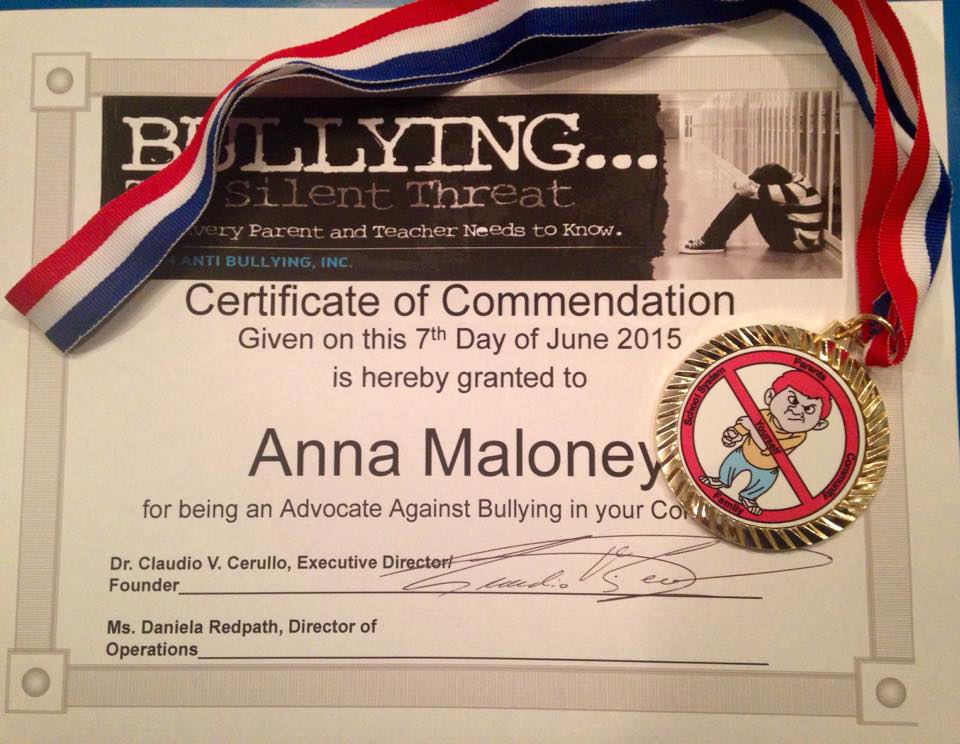 BULLYING...
Silent Threat
very Parent and Teacher Needs to Know.
ANTI BULLYING, INC.
Certificate of Commendation
Given on this 7th Day of June 2015
is hereby granted to
Anna Maloney
for being an Advocate Against Bullying in your Co
Dr. Claudio V. Cerullo, Executive Director/
Founder
Ms. Daniela Redpath, Director of
Operations
School System
Parents
Yourself
Community
Family